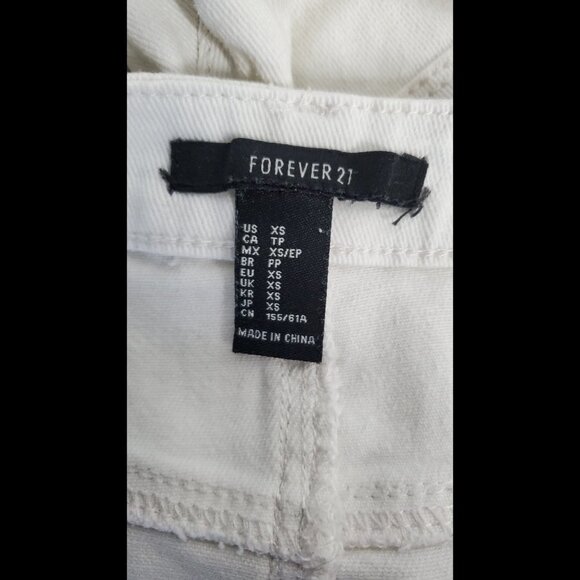 FOREVER 21
US XS
CA TP
MX XS/EP
BR PP
EU XS
UK XS
KR XS
JP XS
CN 155/61A
MADE IN CHINA